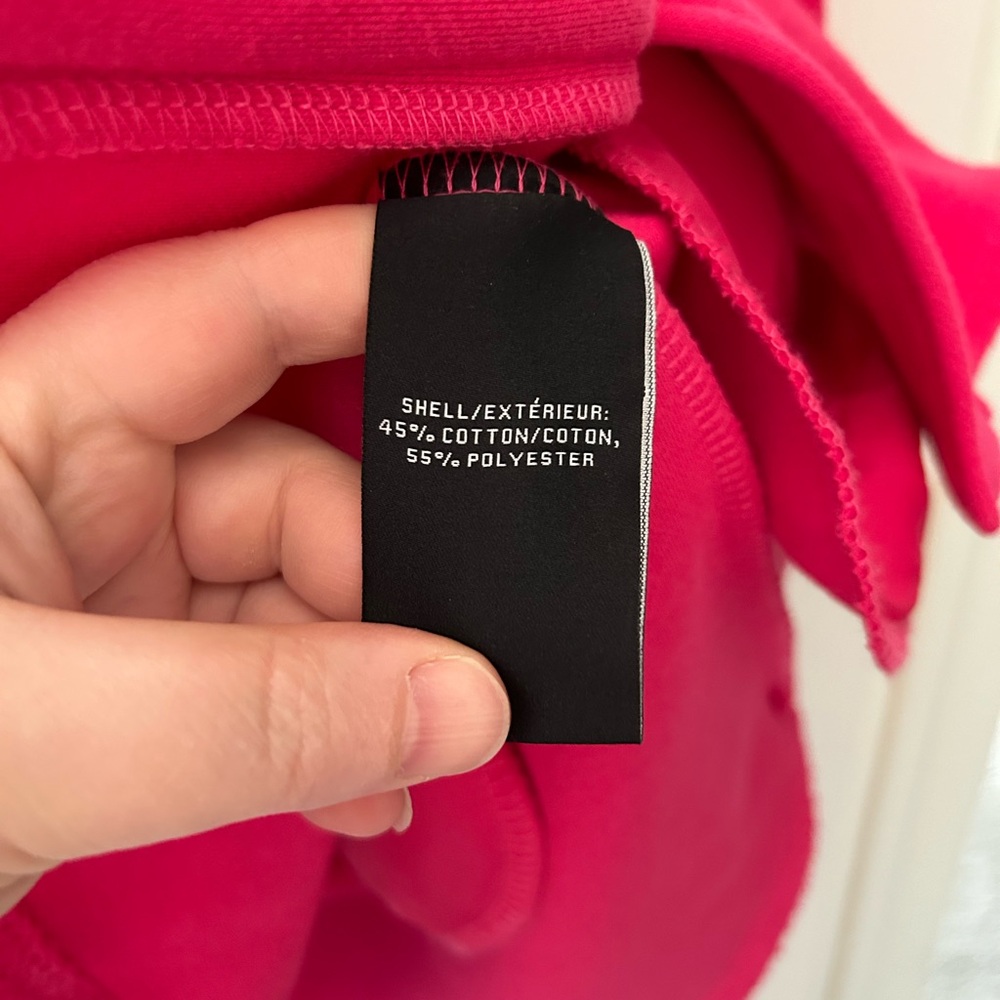 SHELL/EXTÉRIEUR:
45% COTTON/COTON,
55% POLYESTER